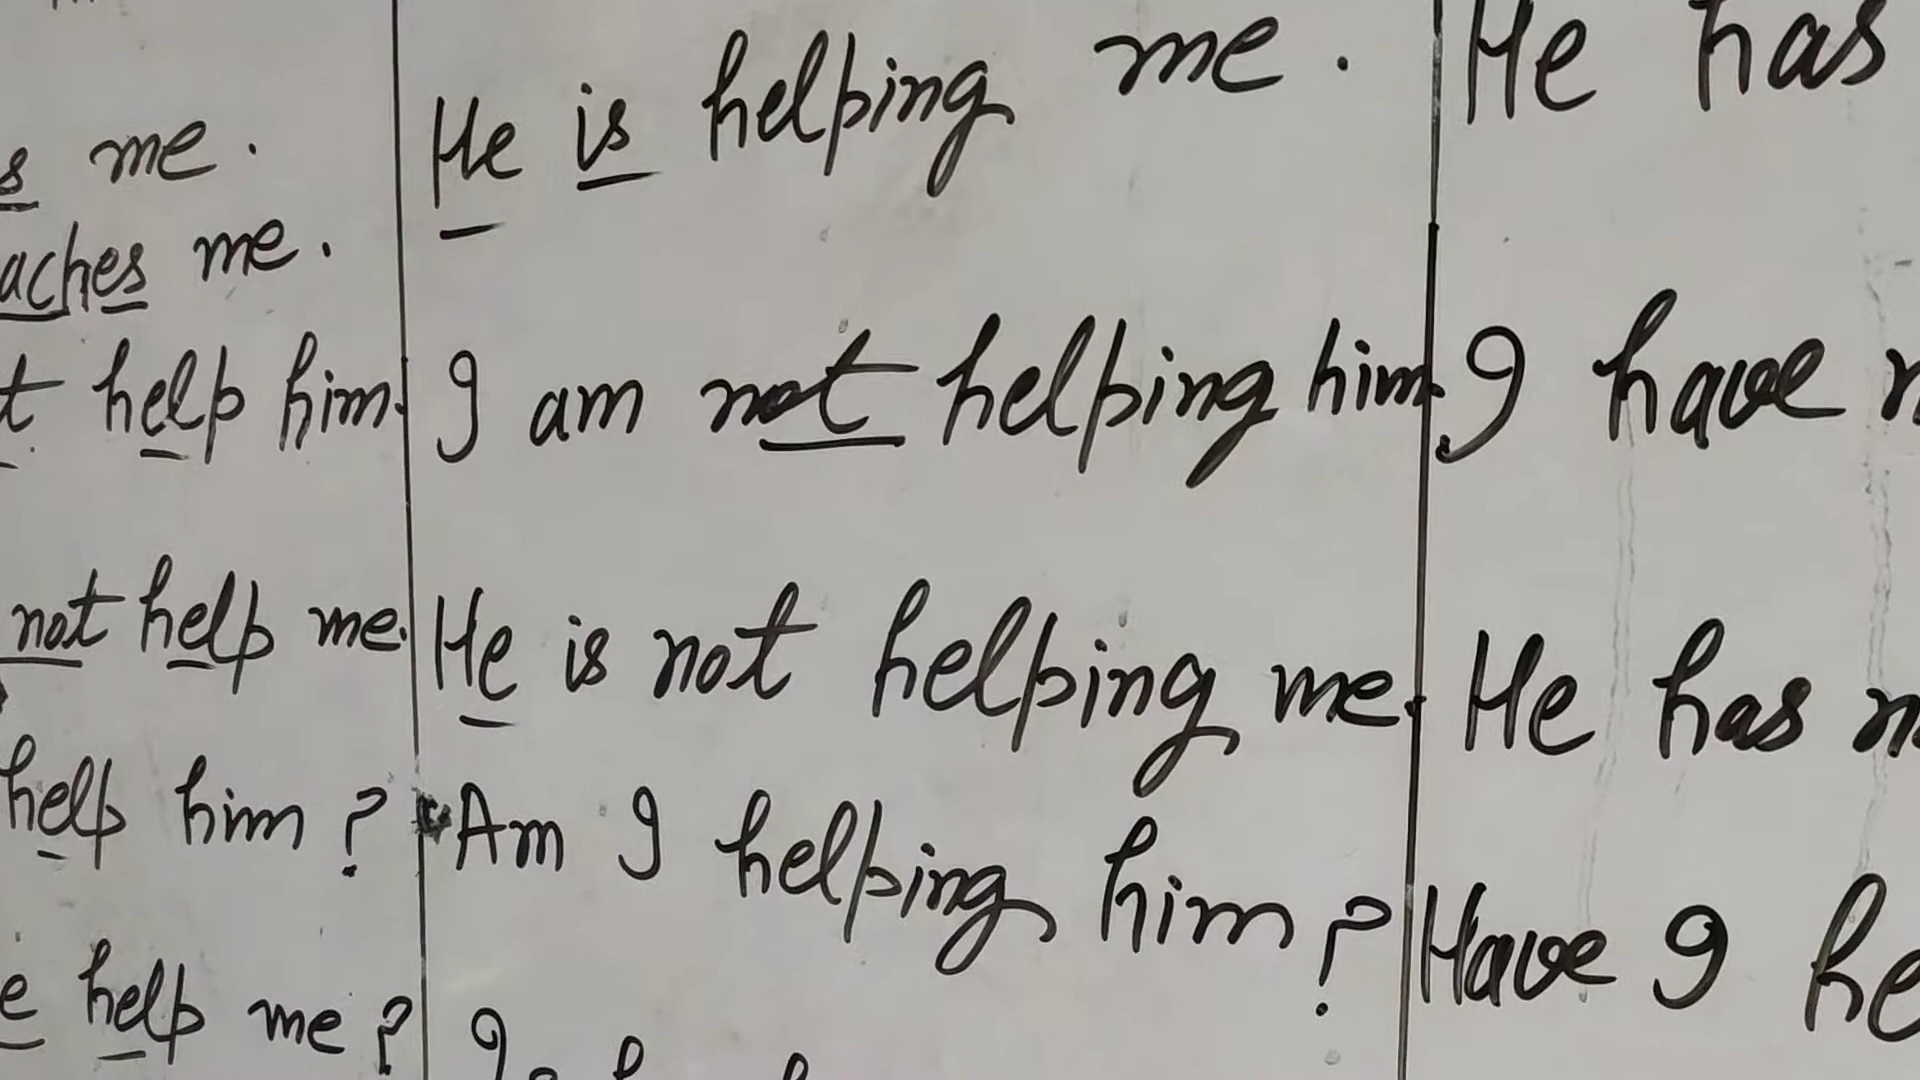 me. He is helping me. He has
aches me.
help him. I am not helping him. I have
not help me. He is not helping me. He has
help him? Am I helping him? Have I he
e help me?